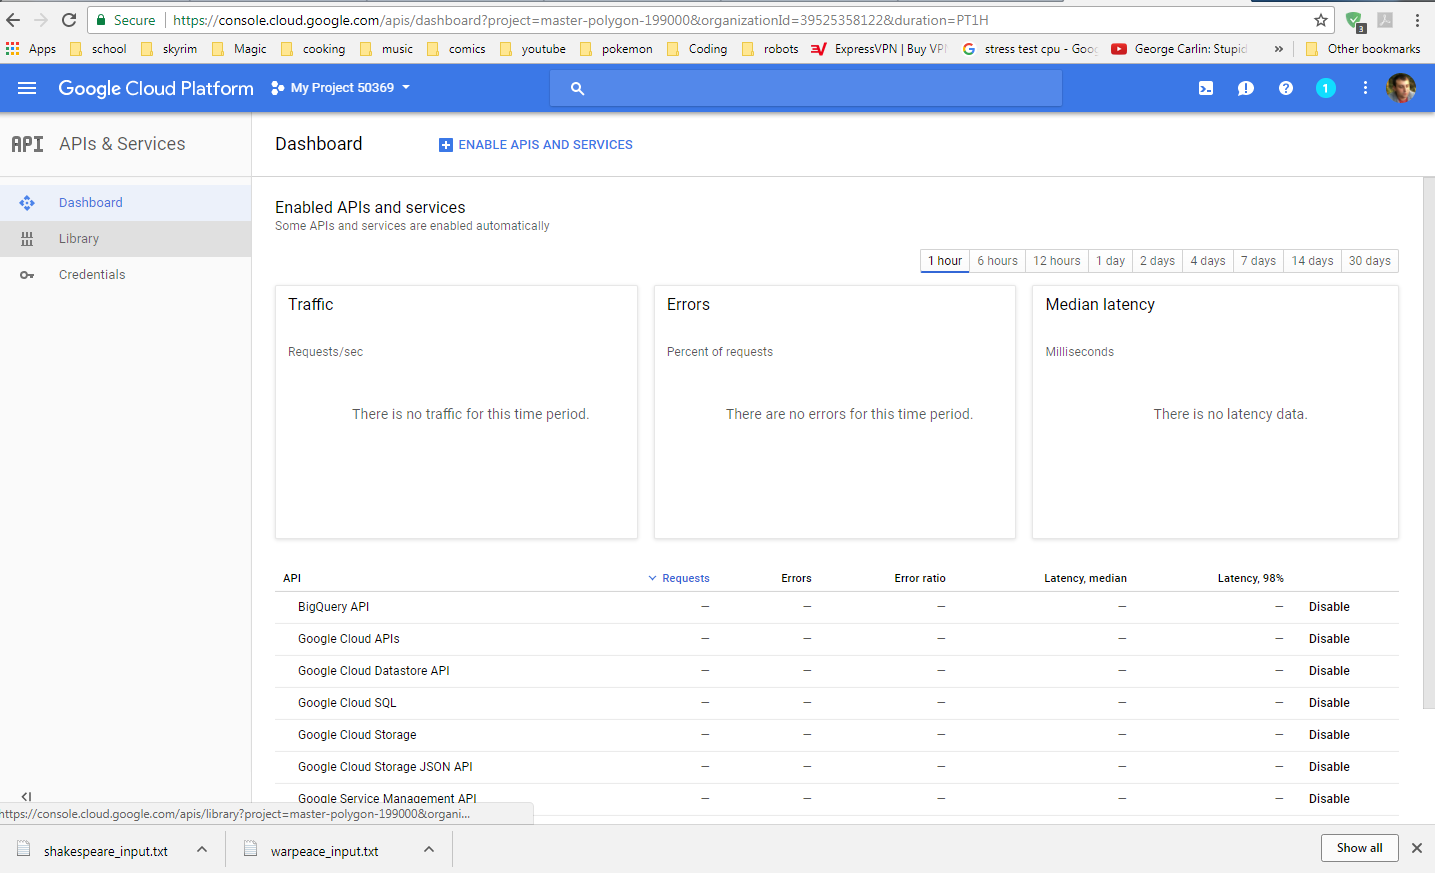 Secure https://console.cloud.google.com/apis/dashboard?project=master-polygon-199000&organizationId=39525358122&duration=PT1H
3
Apps school skyrim Magic cooking music comics youtube pokemon Coding robots ExpressVPN | Buy VPN stress test cpu - Goog George Carlin: Stupid » Other bookmarks
Google Cloud Platform My Project 50369 1
API APIs & Services Dashboard ENABLE APIS AND SERVICES
Dashboard
Library
Credentials
Enabled APIs and services
Some APIs and services are enabled automatically
1 hour 6 hours 12 hours 1 day 2 days 4 days 7 days 14 days 30 days
Traffic Errors Median latency
Requests/sec Percent of requests Milliseconds
There is no traffic for this time period. There are no errors for this time period. There is no latency data.
API Requests Errors Error ratio Latency, median Latency, 98%
BigQuery API – – – – – Disable
Google Cloud APIs – – – – – Disable
Google Cloud Datastore API – – – – – Disable
Google Cloud SQL – – – – – Disable
Google Cloud Storage – – – – – Disable
Google Cloud Storage JSON API – – – – – Disable
Google Service Management API – – – – – Disable
https://console.cloud.google.com/apis/library?project=master-polygon-199000&organi...
shakespeare_input.txt warpeace_input.txt Show all